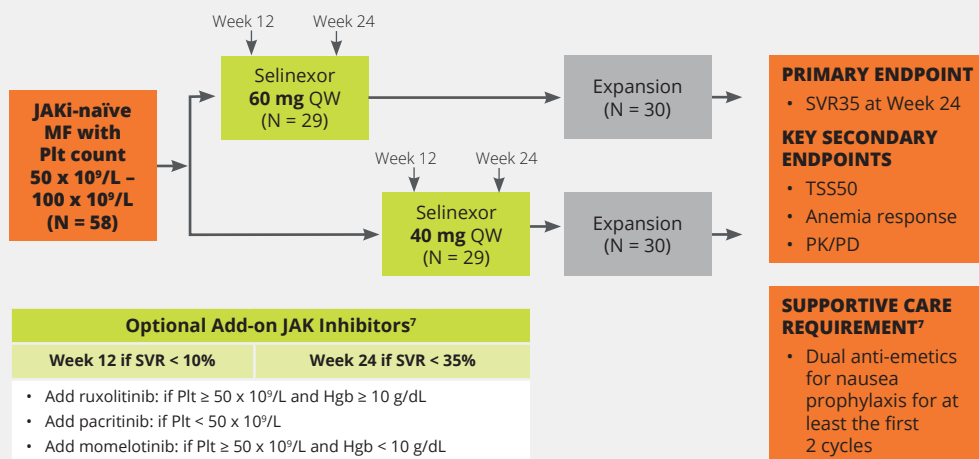 Week 12
Week 24
Selinexor
60 mg QW
(N = 29)
Expansion
(N = 30)
JAKi-naïve
MF with
Plt count
50 x 10⁹/L –
100 x 10⁹/L
(N = 58)
Week 12
Week 24
Selinexor
40 mg QW
(N = 29)
Expansion
(N = 30)
PRIMARY ENDPOINT
• SVR35 at Week 24
KEY SECONDARY
ENDPOINTS
• TSS50
• Anemia response
• PK/PD
Optional Add-on JAK Inhibitors⁷
Week 12 if SVR < 10%
Week 24 if SVR < 35%
• Add ruxolitinib: if Plt ≥ 50 x 10⁹/L and Hgb ≥ 10 g/dL
• Add pacritinib: if Plt < 50 x 10⁹/L
• Add momelotinib: if Plt ≥ 50 x 10⁹/L and Hgb < 10 g/dL
SUPPORTIVE CARE
REQUIREMENT⁷
• Dual anti-emetics
for nausea
prophylaxis for at
least the first
2 cycles